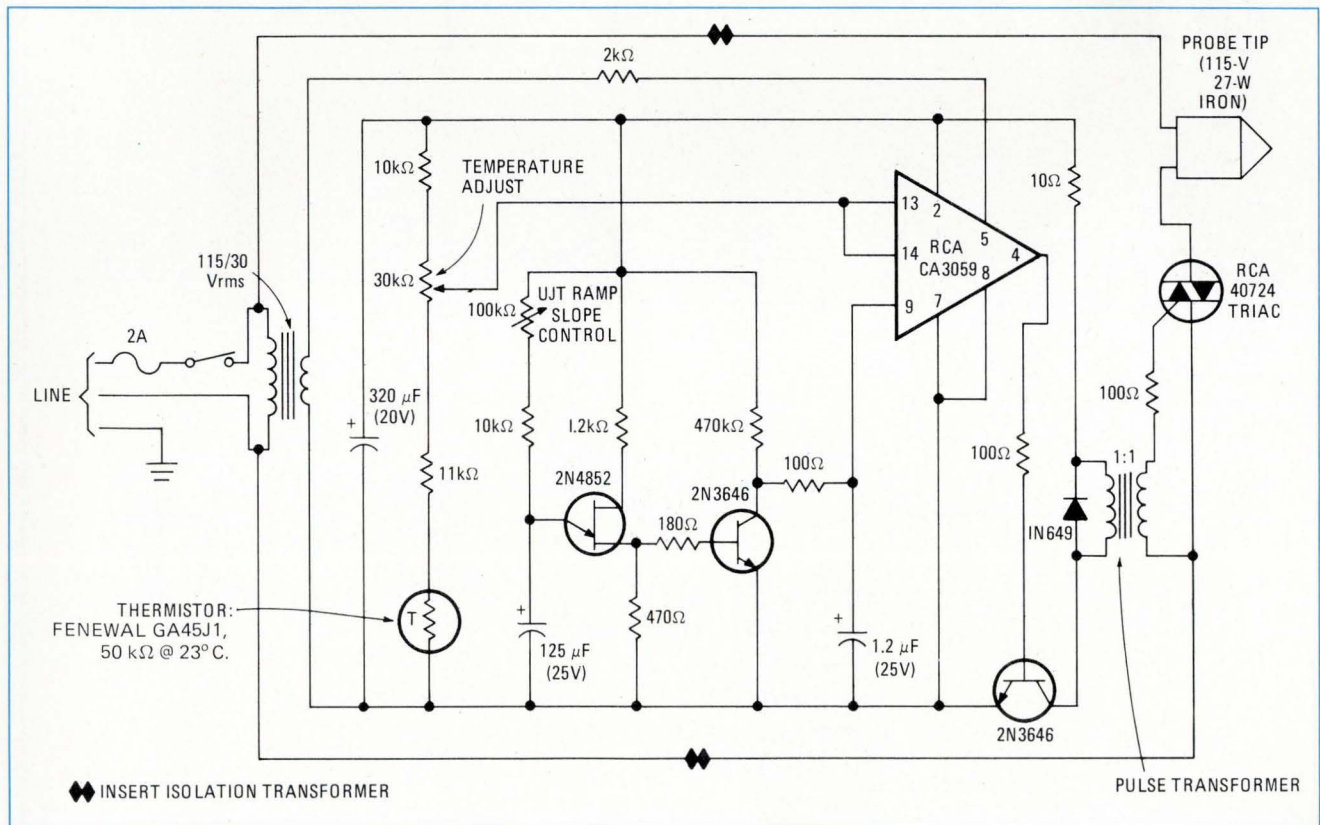 2kΩ
PROBE TIP
(115-V
27-W
IRON)
10kΩ
TEMPERATURE
ADJUST
10Ω
13
2
5
RCA
CA3059
4
14
8
9
7
115/30
Vrms
30kΩ
100kΩ
UJT RAMP
SLOPE
CONTROL
RCA
40724
TRIAC
2A
LINE
320 μF
(20V)
10kΩ
1.2kΩ
470kΩ
100Ω
100Ω
100Ω
1:1
11kΩ
2N4852
2N3646
180Ω
IN649
THERMISTOR:
FENEWAL GA45J1,
50 kΩ @ 23°C.
T
470Ω
125 μF
(25V)
1.2 μF
(25V)
2N3646
INSERT ISOLATION TRANSFORMER
PULSE TRANSFORMER